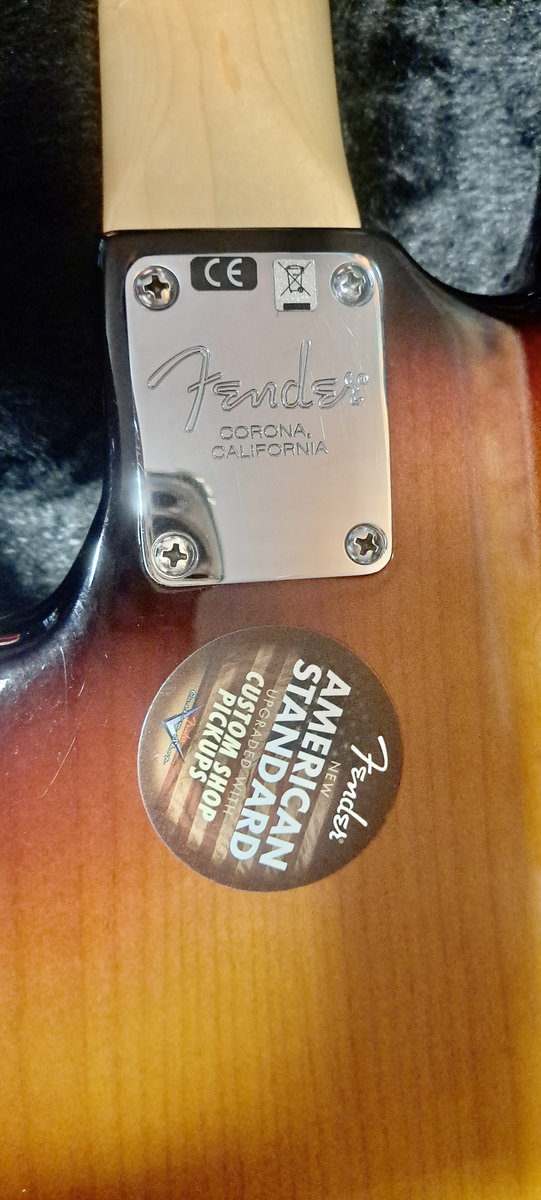 CE
Fender
CORONA,
CALIFORNIA
Fender
NEW
AMERICAN
STANDARD
UPGRADED WITH
CUSTOM SHOP
PICKUPS